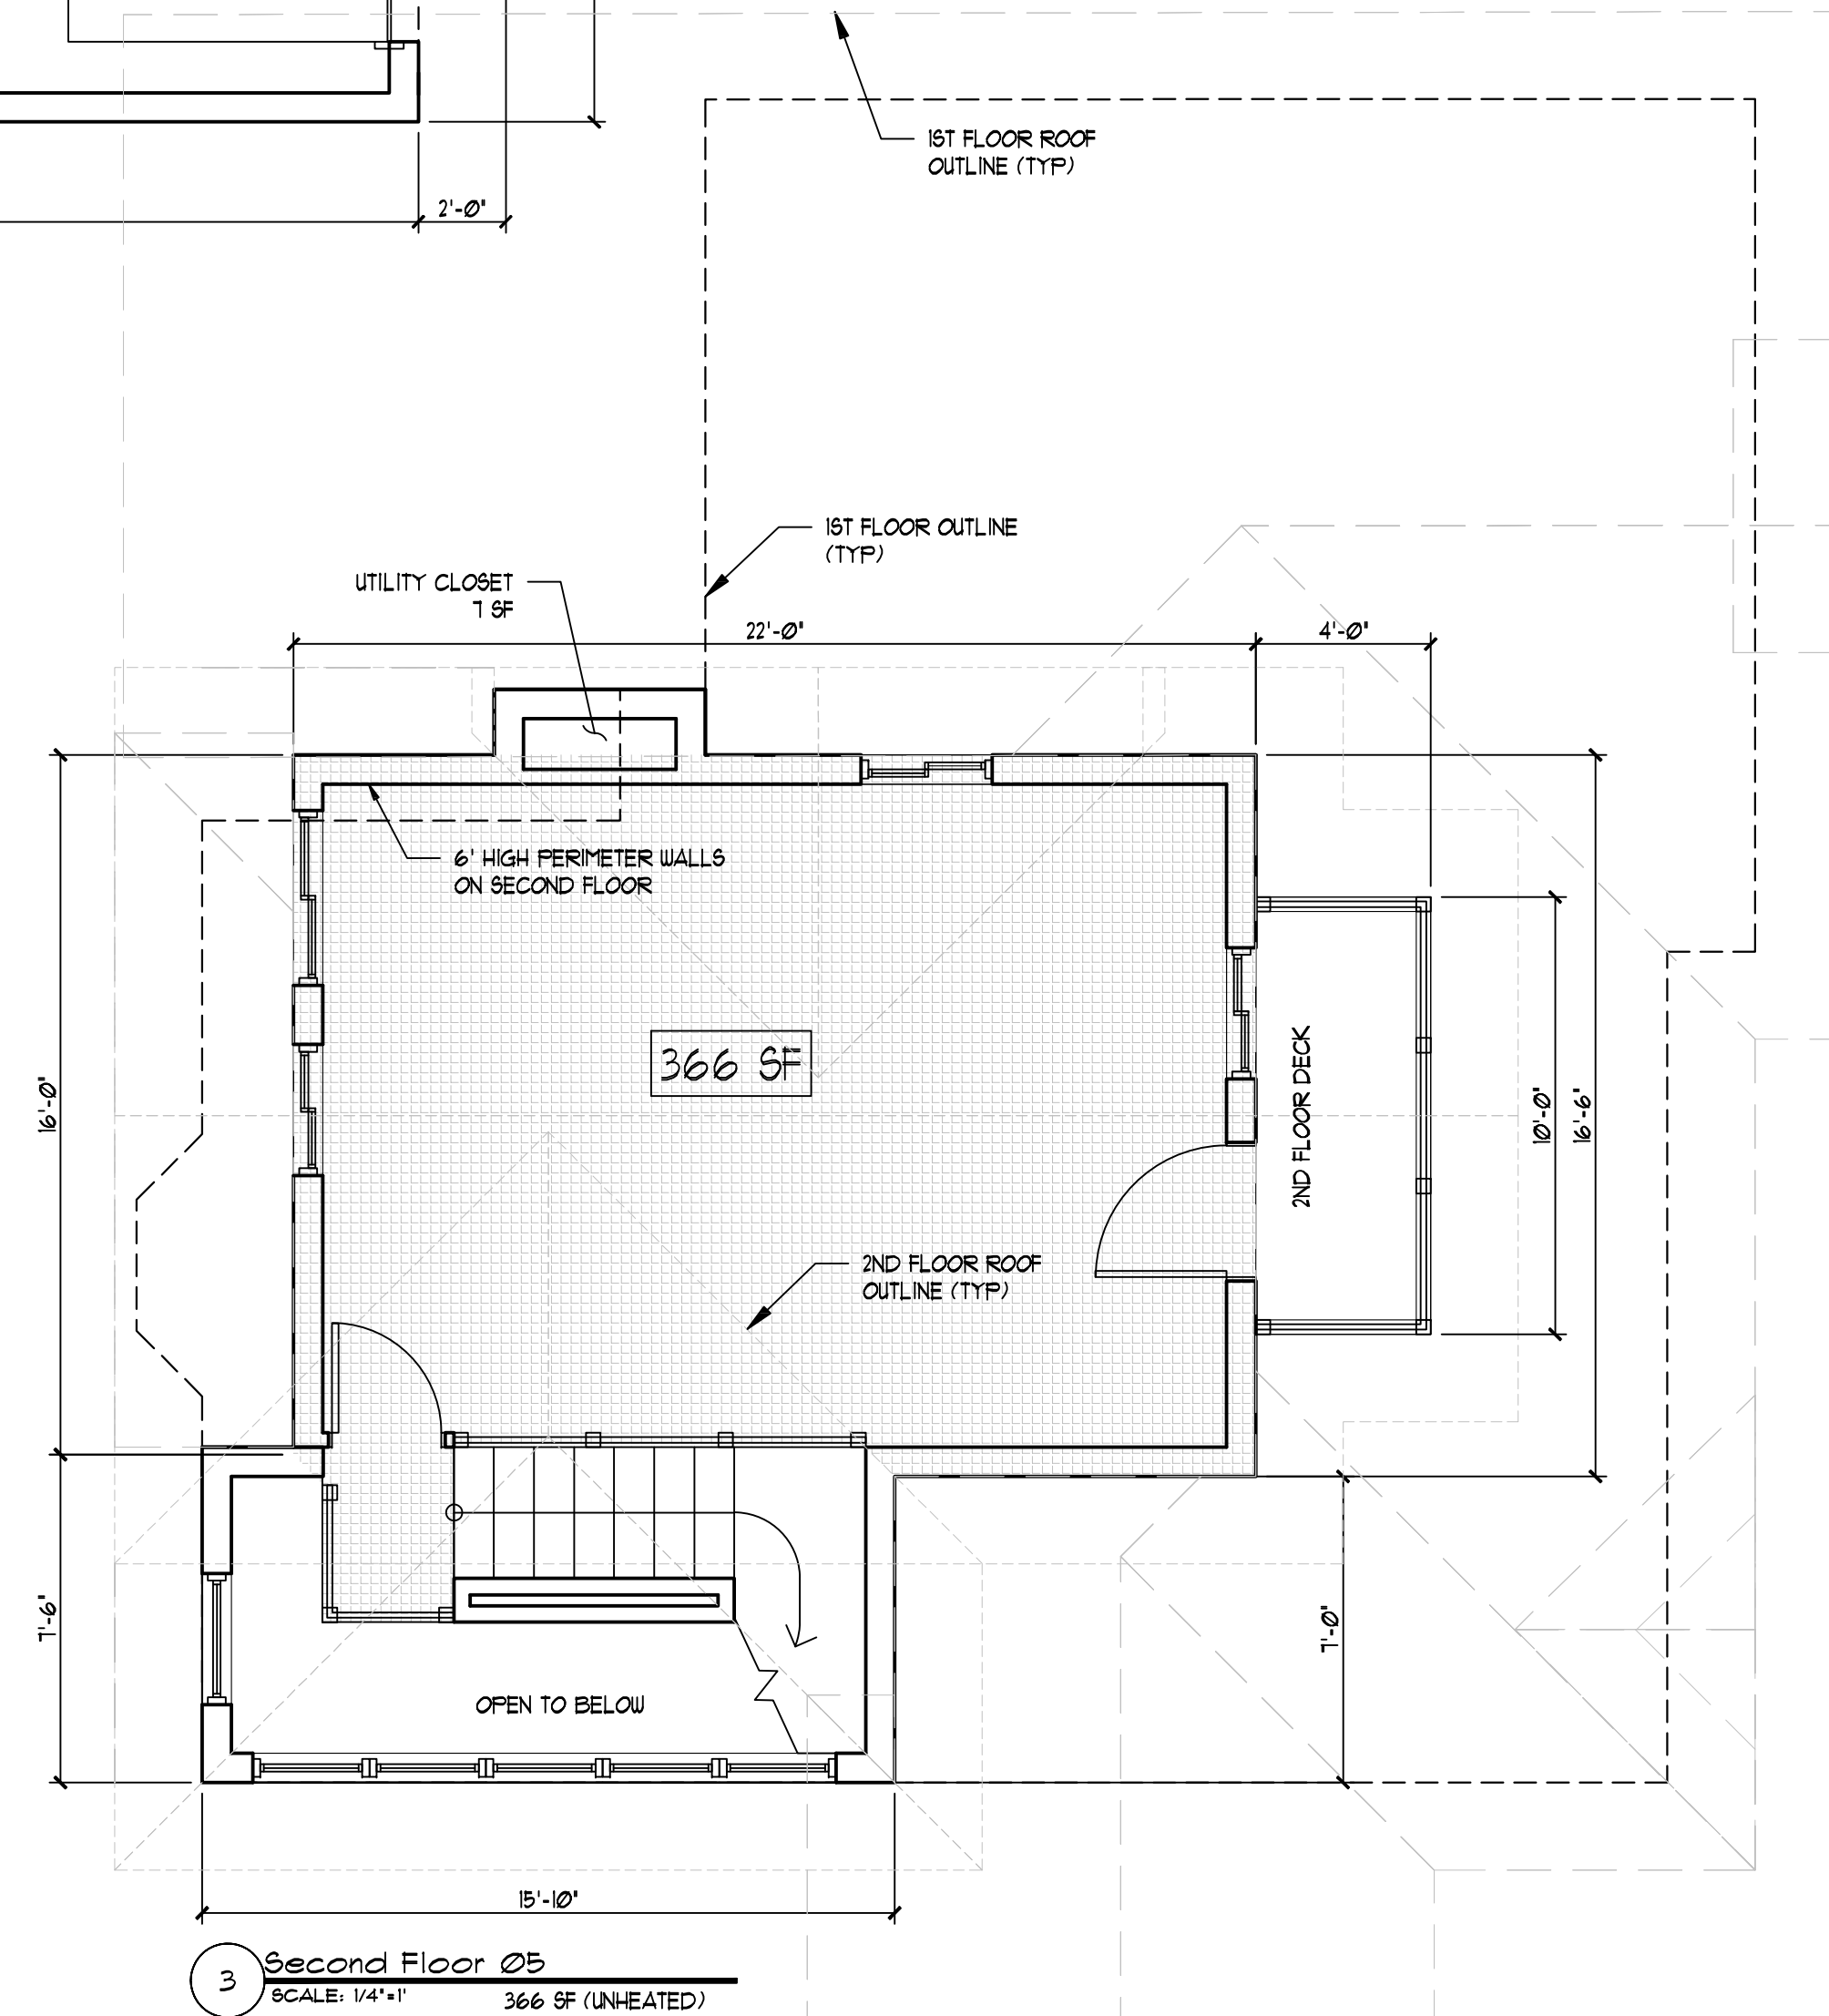 2'-0"
1ST FLOOR ROOF
OUTLINE (TYP)
1ST FLOOR OUTLINE
(TYP)
UTILITY CLOSET
7 SF
22'-0"
4'-0"
6' HIGH PERIMETER WALLS
ON SECOND FLOOR
366 SF
16'-0"
2ND FLOOR DECK
10'-0"
16'-6"
2ND FLOOR ROOF
OUTLINE (TYP)
7'-6"
7'-0"
OPEN TO BELOW
15'-10"
3
Second Floor 05
SCALE: 1/4"=1'
366 SF (UNHEATED)